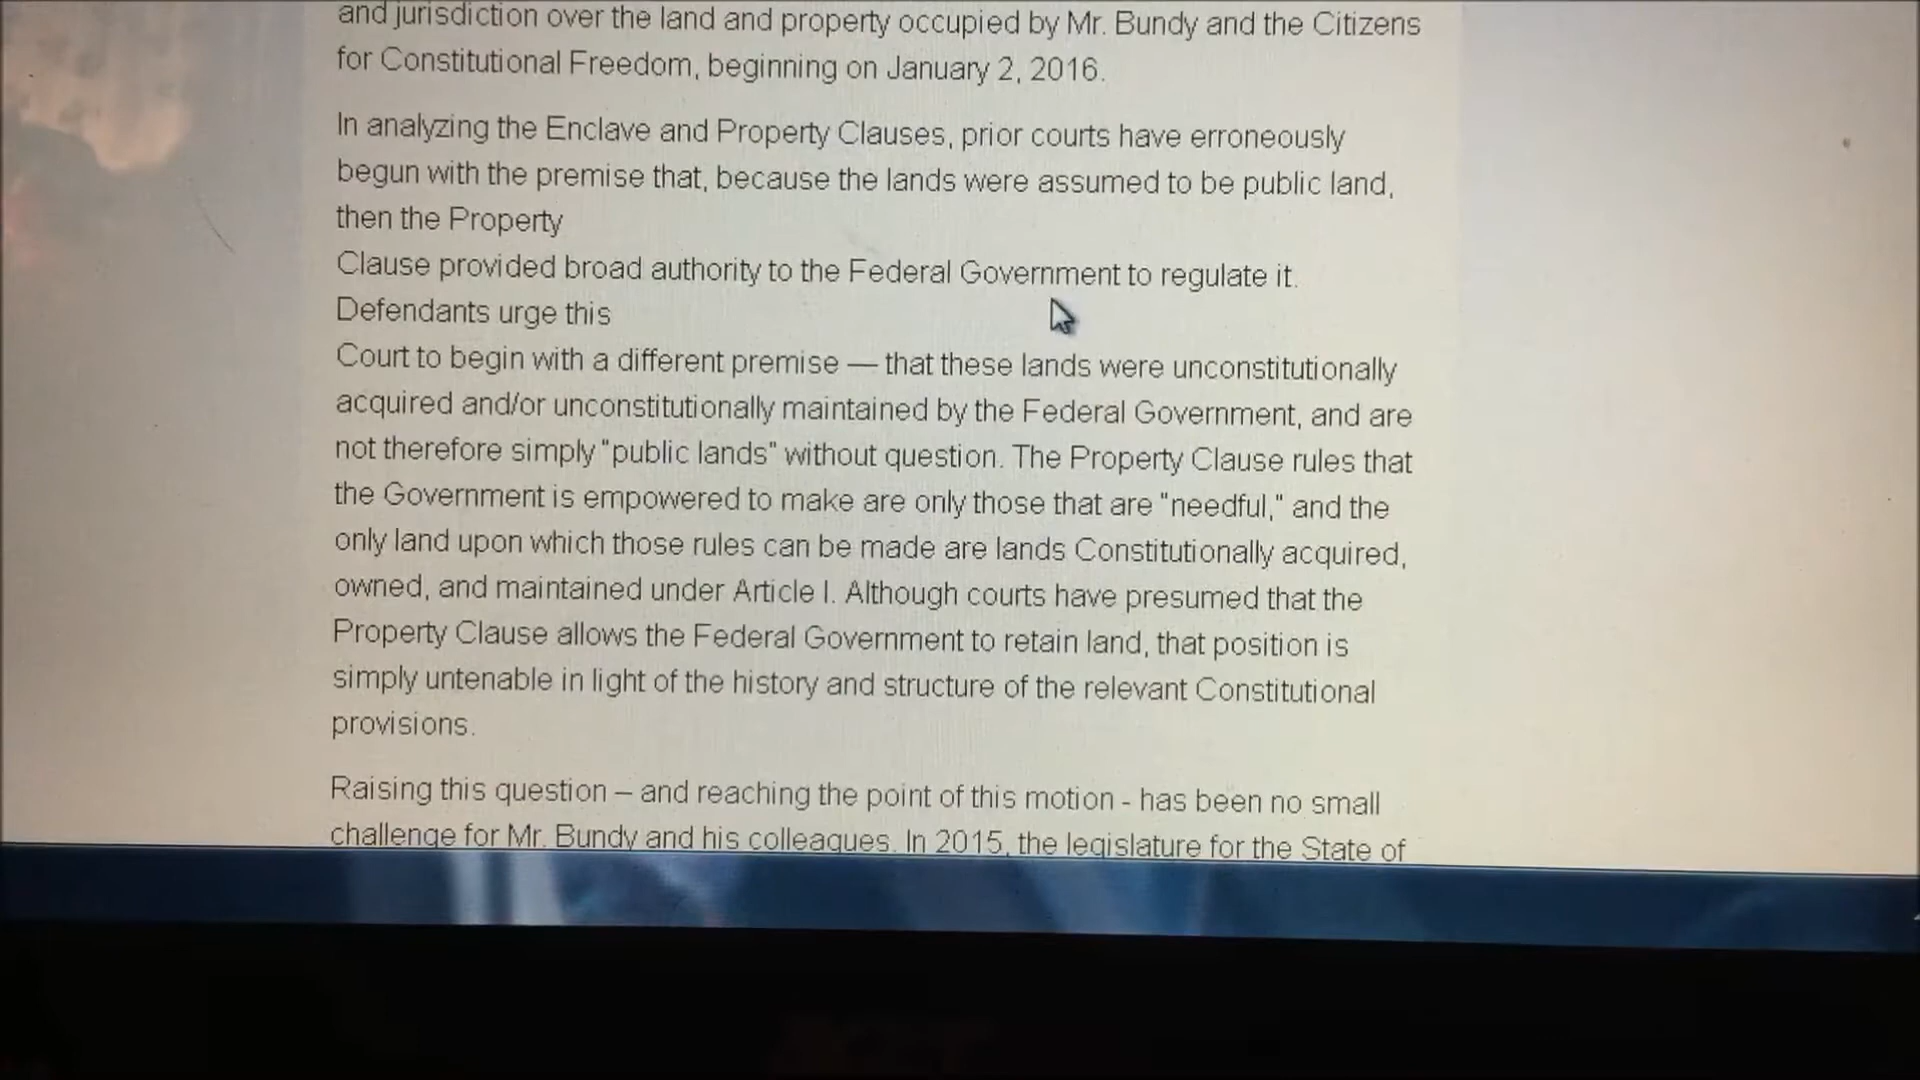 and jurisdiction over the land and property occupied by Mr. Bundy and the Citizens
for Constitutional Freedom, beginning on January 2, 2016.
In analyzing the Enclave and Property Clauses, prior courts have erroneously
begun with the premise that, because the lands were assumed to be public land,
then the Property
Clause provided broad authority to the Federal Government to regulate it.
Defendants urge this
Court to begin with a different premise — that these lands were unconstitutionally
acquired and/or unconstitutionally maintained by the Federal Government, and are
not therefore simply "public lands" without question. The Property Clause rules that
the Government is empowered to make are only those that are "needful," and the
only land upon which those rules can be made are lands Constitutionally acquired,
owned, and maintained under Article I. Although courts have presumed that the
Property Clause allows the Federal Government to retain land, that position is
simply untenable in light of the history and structure of the relevant Constitutional
provisions.
Raising this question – and reaching the point of this motion - has been no small
challenge for Mr. Bundy and his colleagues. In 2015, the legislature for the State of